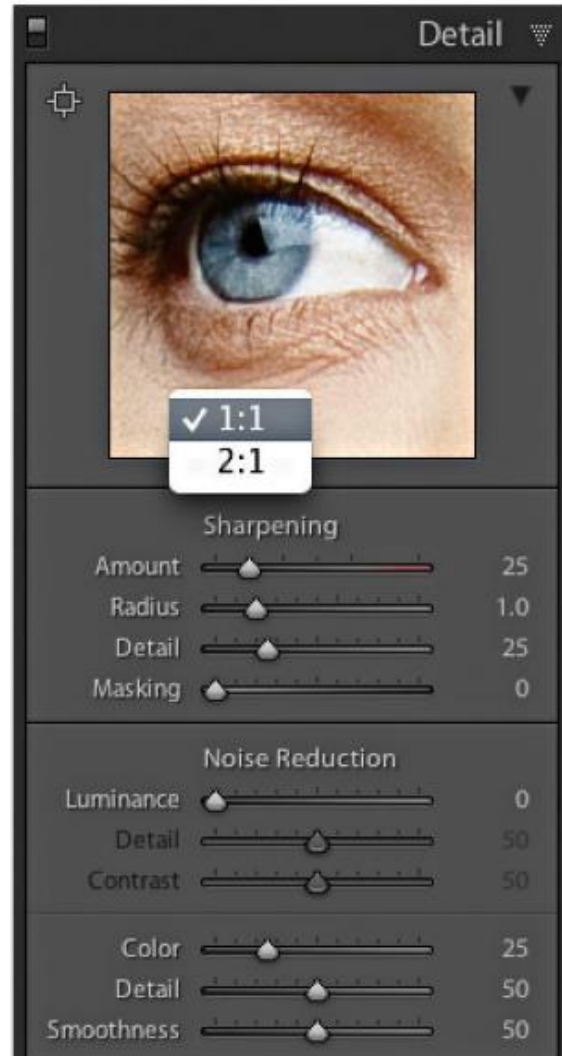 Detail
1:1
2:1
Sharpening
Amount 25
Radius 1.0
Detail 25
Masking 0
Noise Reduction
Luminance 0
Detail 50
Contrast 50
Color 25
Detail 50
Smoothness 50